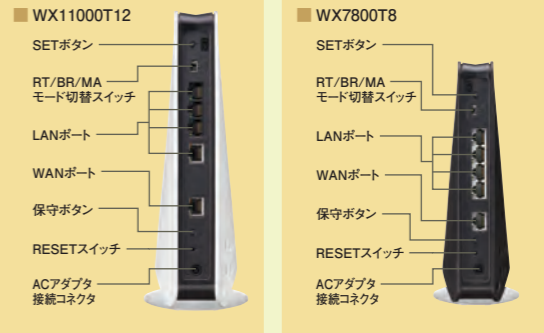 WX11000T12
SETボタン
RT/BR/MA
モード切替スイッチ
LANポート
WANポート
保守ボタン
RESETスイッチ
ACアダプタ
接続コネクタ
WX7800T8
SETボタン
RT/BR/MA
モード切替スイッチ
LANポート
WANポート
保守ボタン
RESETスイッチ
ACアダプタ
接続コネクタ